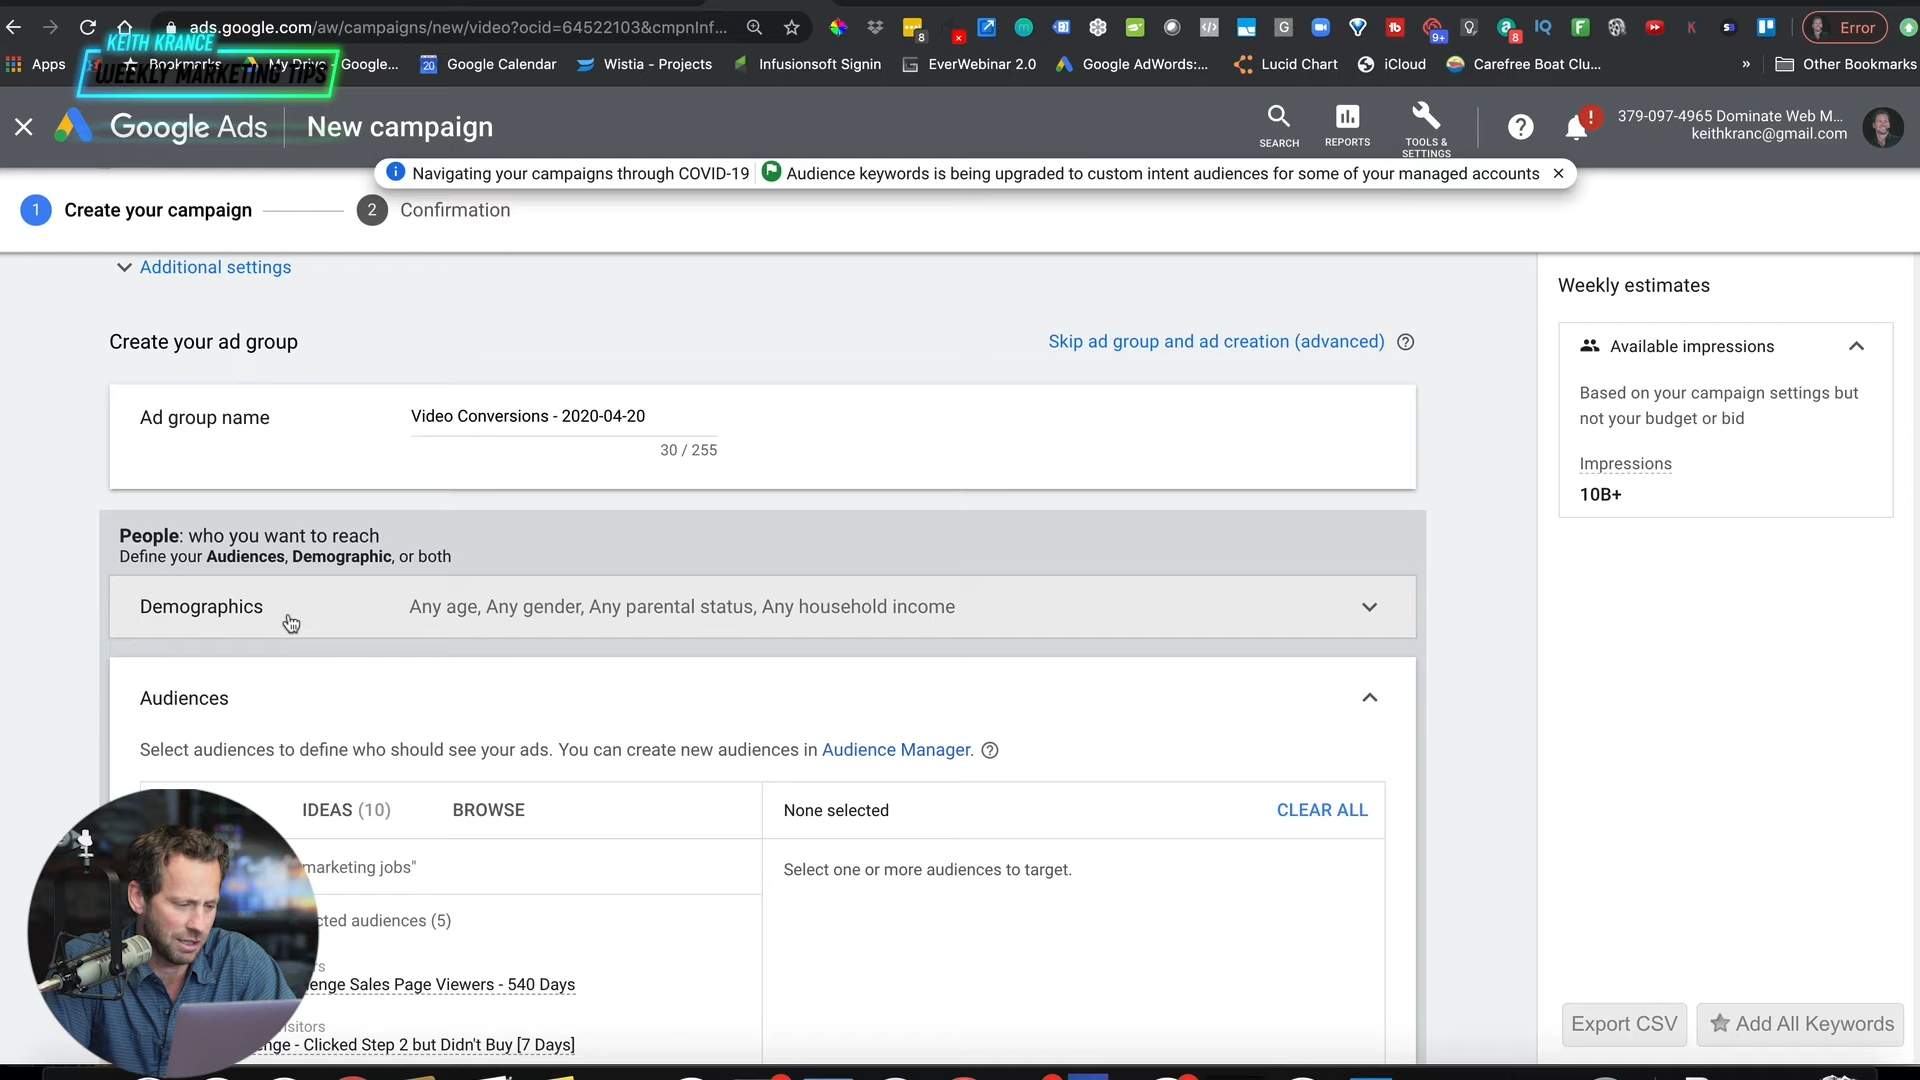 ads.google.com/aw/campaigns/new/video?ocid=64522103&cmpnInf...
Error
KEITH KRANCE
WEEKLY MARKETING TIPS
Apps
Bookmarks
My Drive - Google...
Google Calendar
Wistia - Projects
Infusionsoft Signin
EverWebinar 2.0
Google AdWords:...
Lucid Chart
iCloud
Carefree Boat Clu...
»
Other Bookmarks
Google Ads
New campaign
SEARCH
REPORTS
TOOLS & SETTINGS
379-097-4965 Dominate Web M...
keithkranc@gmail.com
Navigating your campaigns through COVID-19
Audience keywords is being upgraded to custom intent audiences for some of your managed accounts
1 Create your campaign
2 Confirmation
Additional settings
Create your ad group
Skip ad group and ad creation (advanced)
Ad group name
Video Conversions - 2020-04-20
30 / 255
People: who you want to reach
Define your Audiences, Demographic, or both
Demographics
Any age, Any gender, Any parental status, Any household income
Audiences
Select audiences to define who should see your ads. You can create new audiences in Audience Manager.
IDEAS (10)
BROWSE
None selected
CLEAR ALL
marketing jobs"
Select one or more audiences to target.
cted audiences (5)
rs
enge Sales Page Viewers - 540 Days
isitors
nge - Clicked Step 2 but Didn't Buy [7 Days]
Weekly estimates
Available impressions
Based on your campaign settings but
not your budget or bid
Impressions
10B+
Export CSV
Add All Keywords